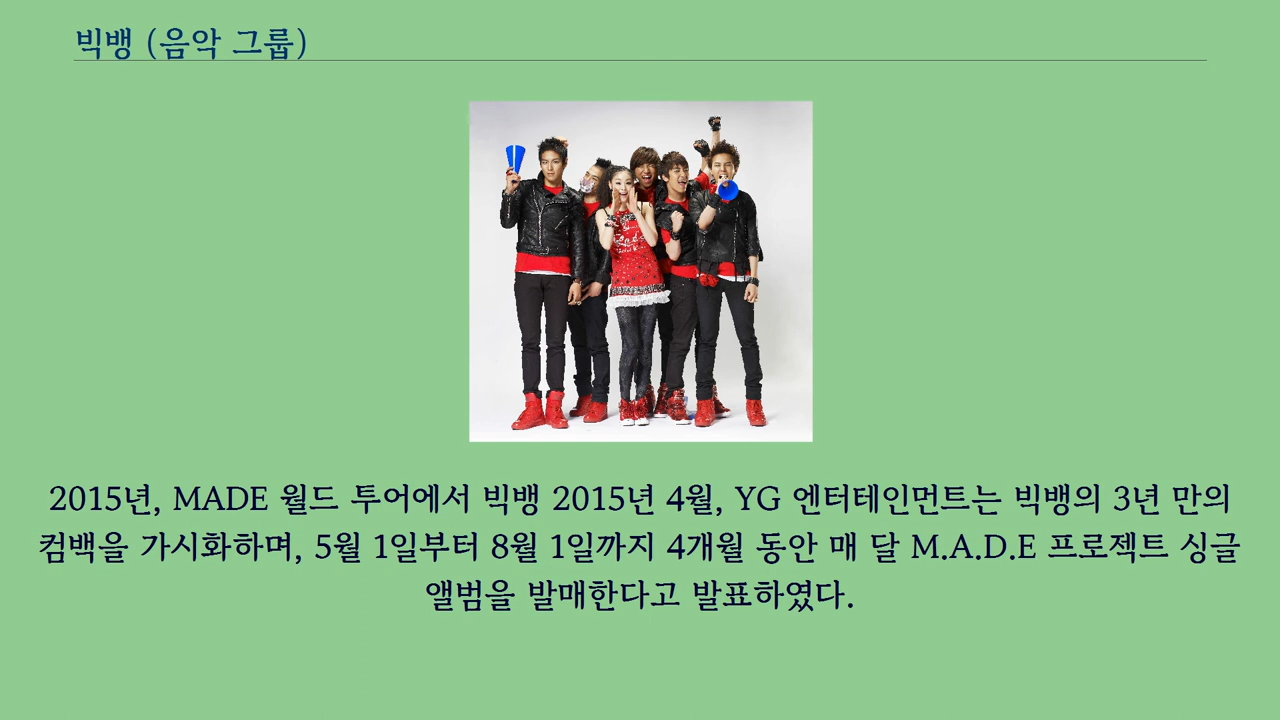 빅뱅 (음악 그룹)
2015년, MADE 월드 투어에서 빅뱅 2015년 4월, YG 엔터테인먼트는 빅뱅의 3년 만의
컴백을 가시화하며, 5월 1일부터 8월 1일까지 4개월 동안 매 달 M.A.D.E 프로젝트 싱글
앨범을 발매한다고 발표하였다.